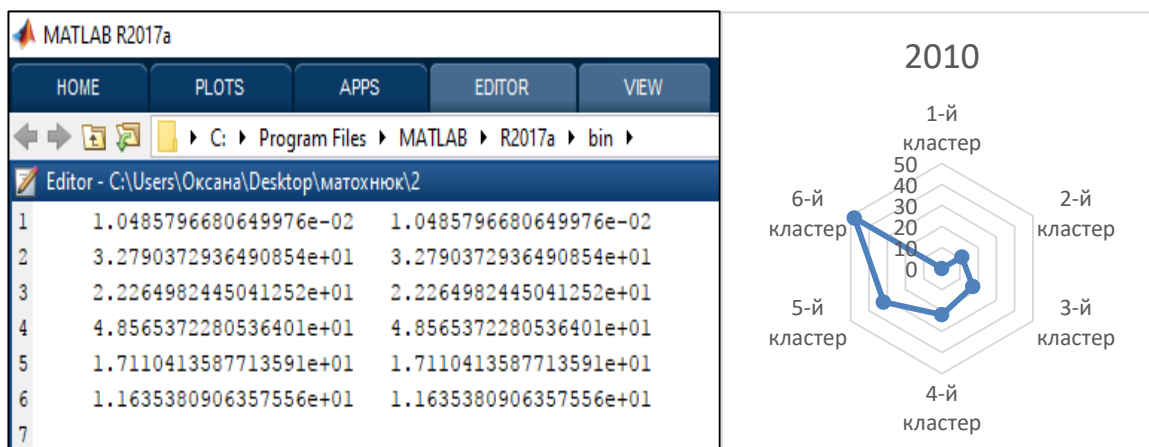 MATLAB R2017a
HOME PLOTS APPS EDITOR VIEW
C: Program Files MATLAB R2017a bin
Editor - C:\Users\Оксана\Desktop\матохнюк\2
1 1.0485796680649976e-02 1.0485796680649976e-02
2 3.2790372936490854e+01 3.2790372936490854e+01
3 2.2264982445041252e+01 2.2264982445041252e+01
4 4.8565372280536401e+01 4.8565372280536401e+01
5 1.7110413587713591e+01 1.7110413587713591e+01
6 1.1635380906357556e+01 1.1635380906357556e+01
7
2010
1-й
кластер
2-й
кластер
3-й
кластер
4-й
кластер
5-й
кластер
6-й
кластер
50
40
30
20
10
0